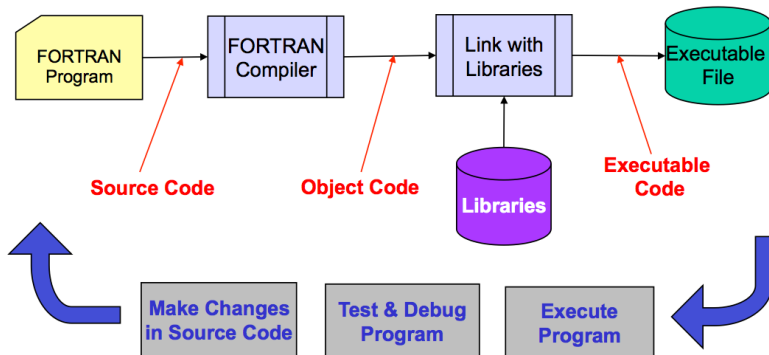 FORTRAN
Program
FORTRAN
Compiler
Link with
Libraries
Executable
File
Source Code
Object Code
Libraries
Executable
Code
Make Changes
in Source Code
Test & Debug
Program
Execute
Program